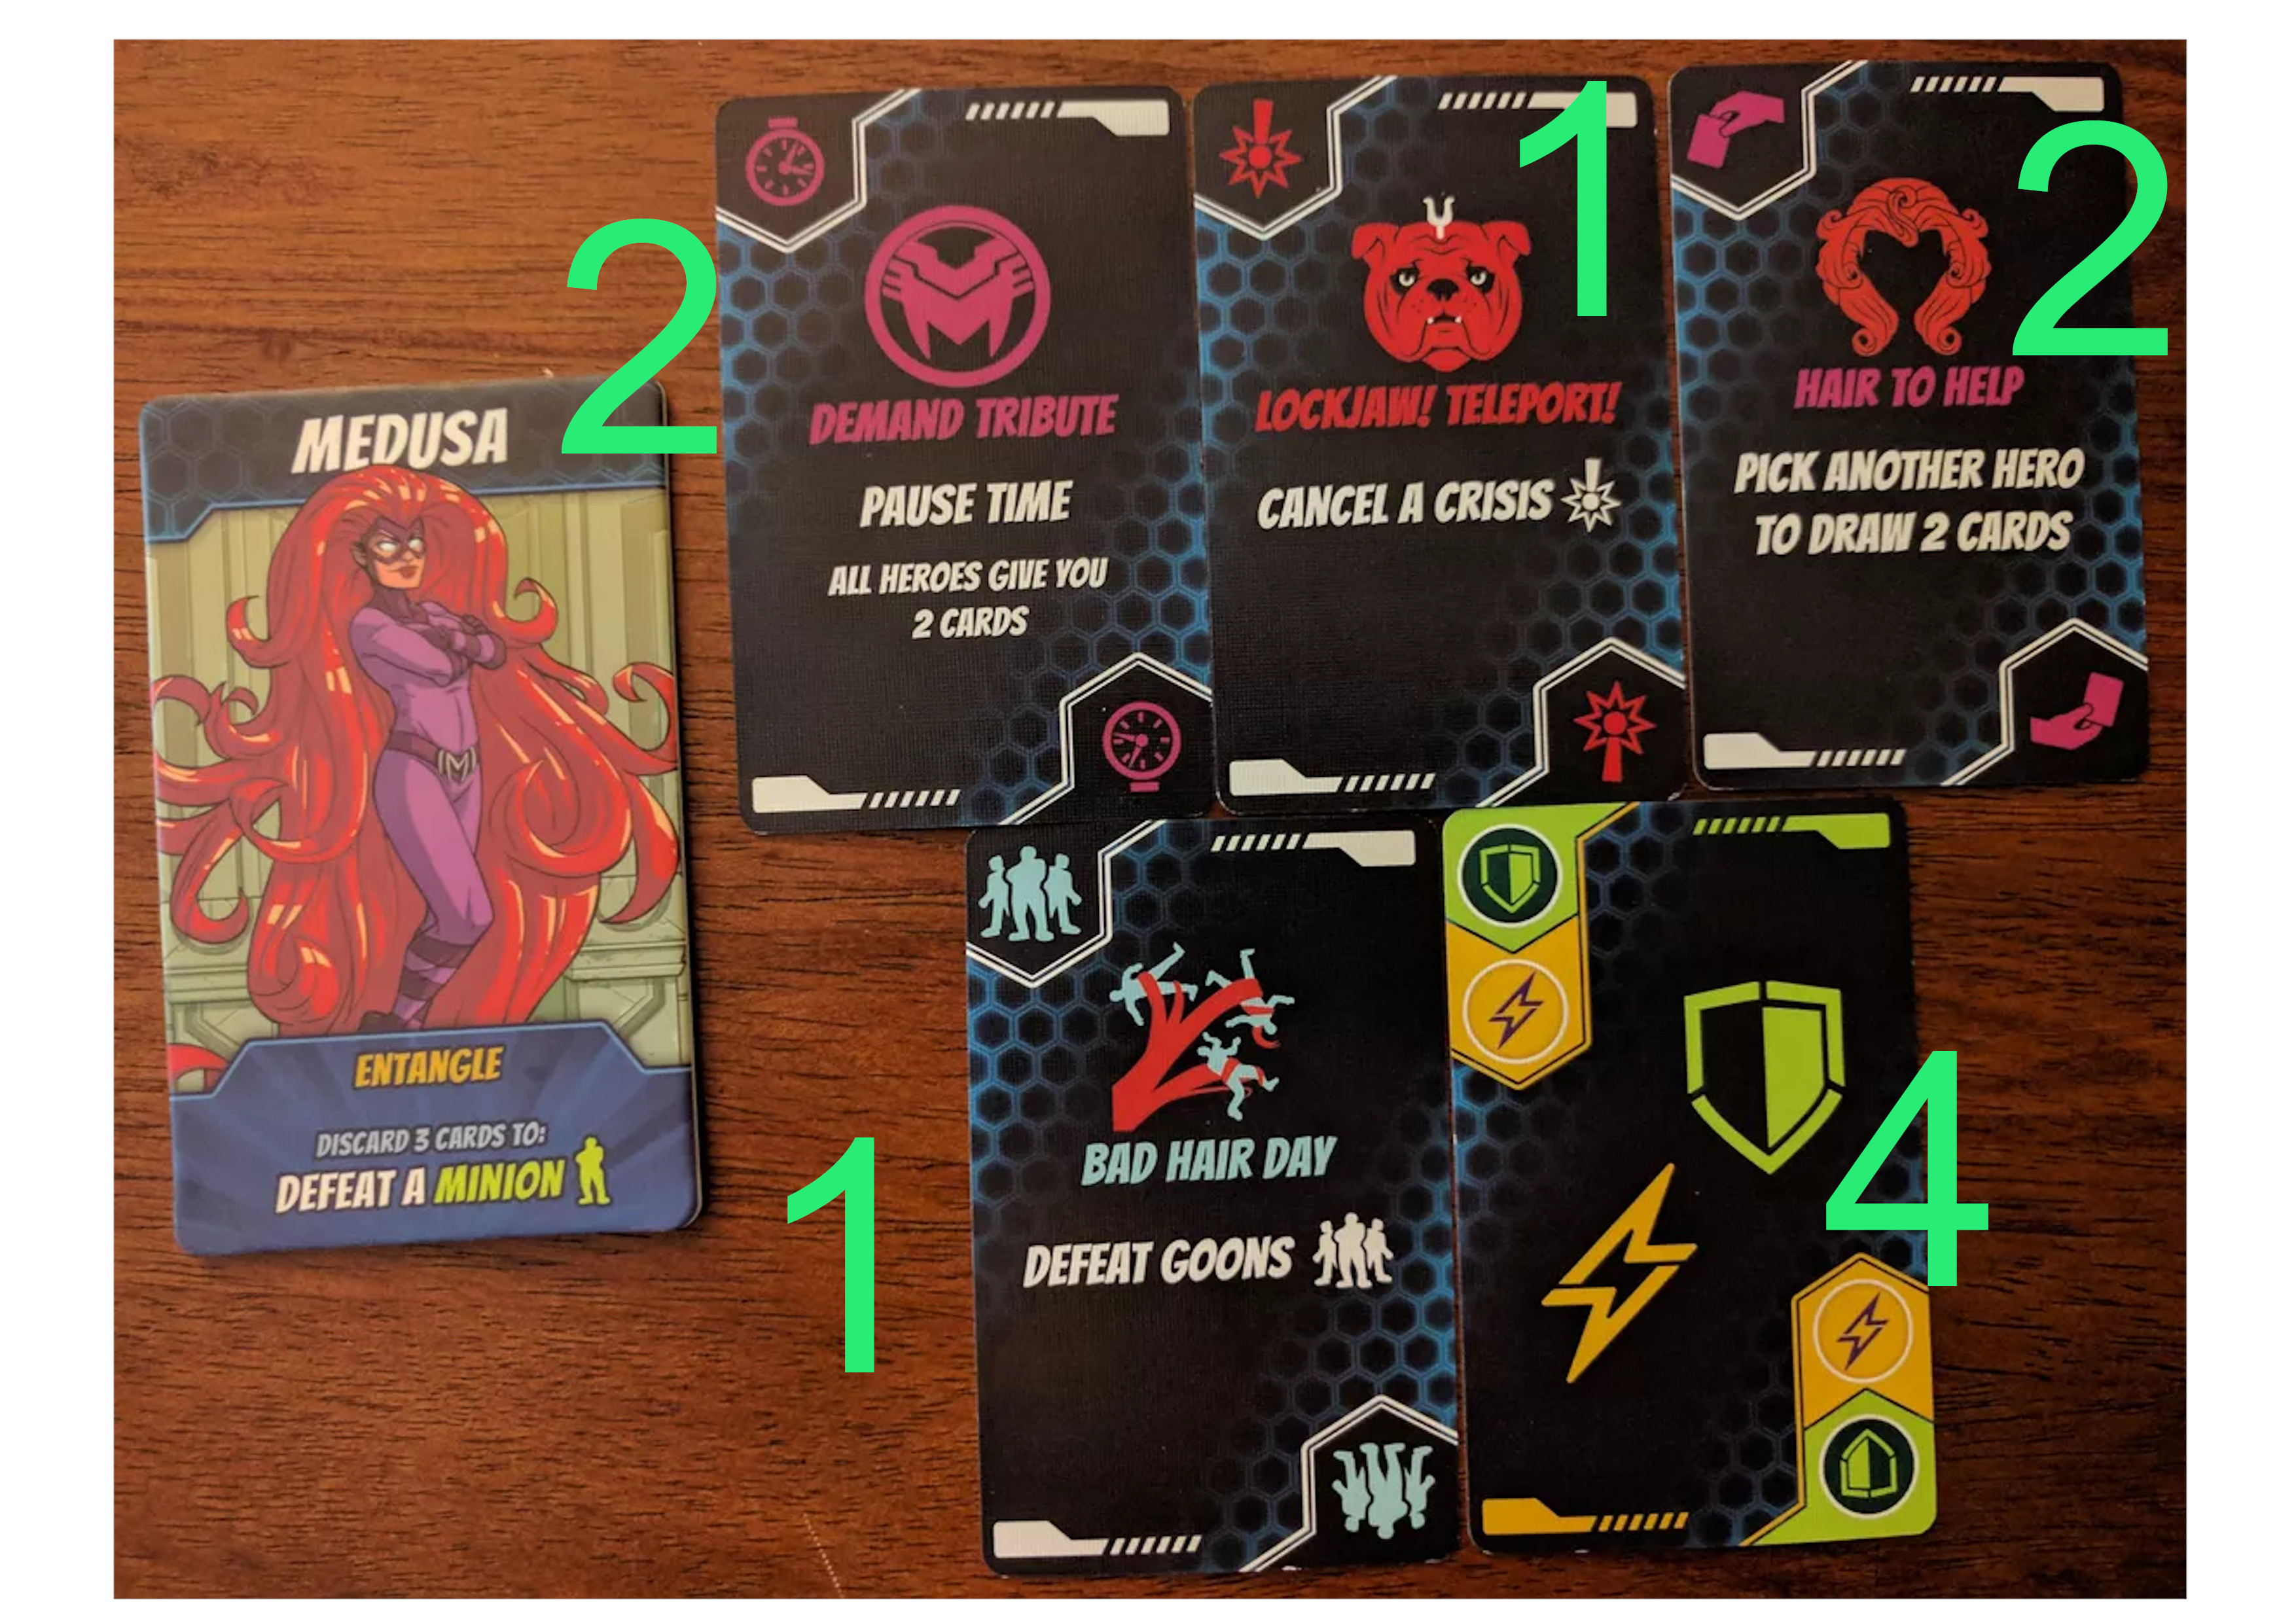 MEDUSA
ENTANGLE
DISCARD 3 CARDS TO:
DEFEAT A MINION
2
DEMAND TRIBUTE
PAUSE TIME
ALL HEROES GIVE YOU
2 CARDS
1
LOCKJAW! TELEPORT!
CANCEL A CRISIS
2
HAIR TO HELP
PICK ANOTHER HERO
TO DRAW 2 CARDS
1
BAD HAIR DAY
DEFEAT GOONS
4